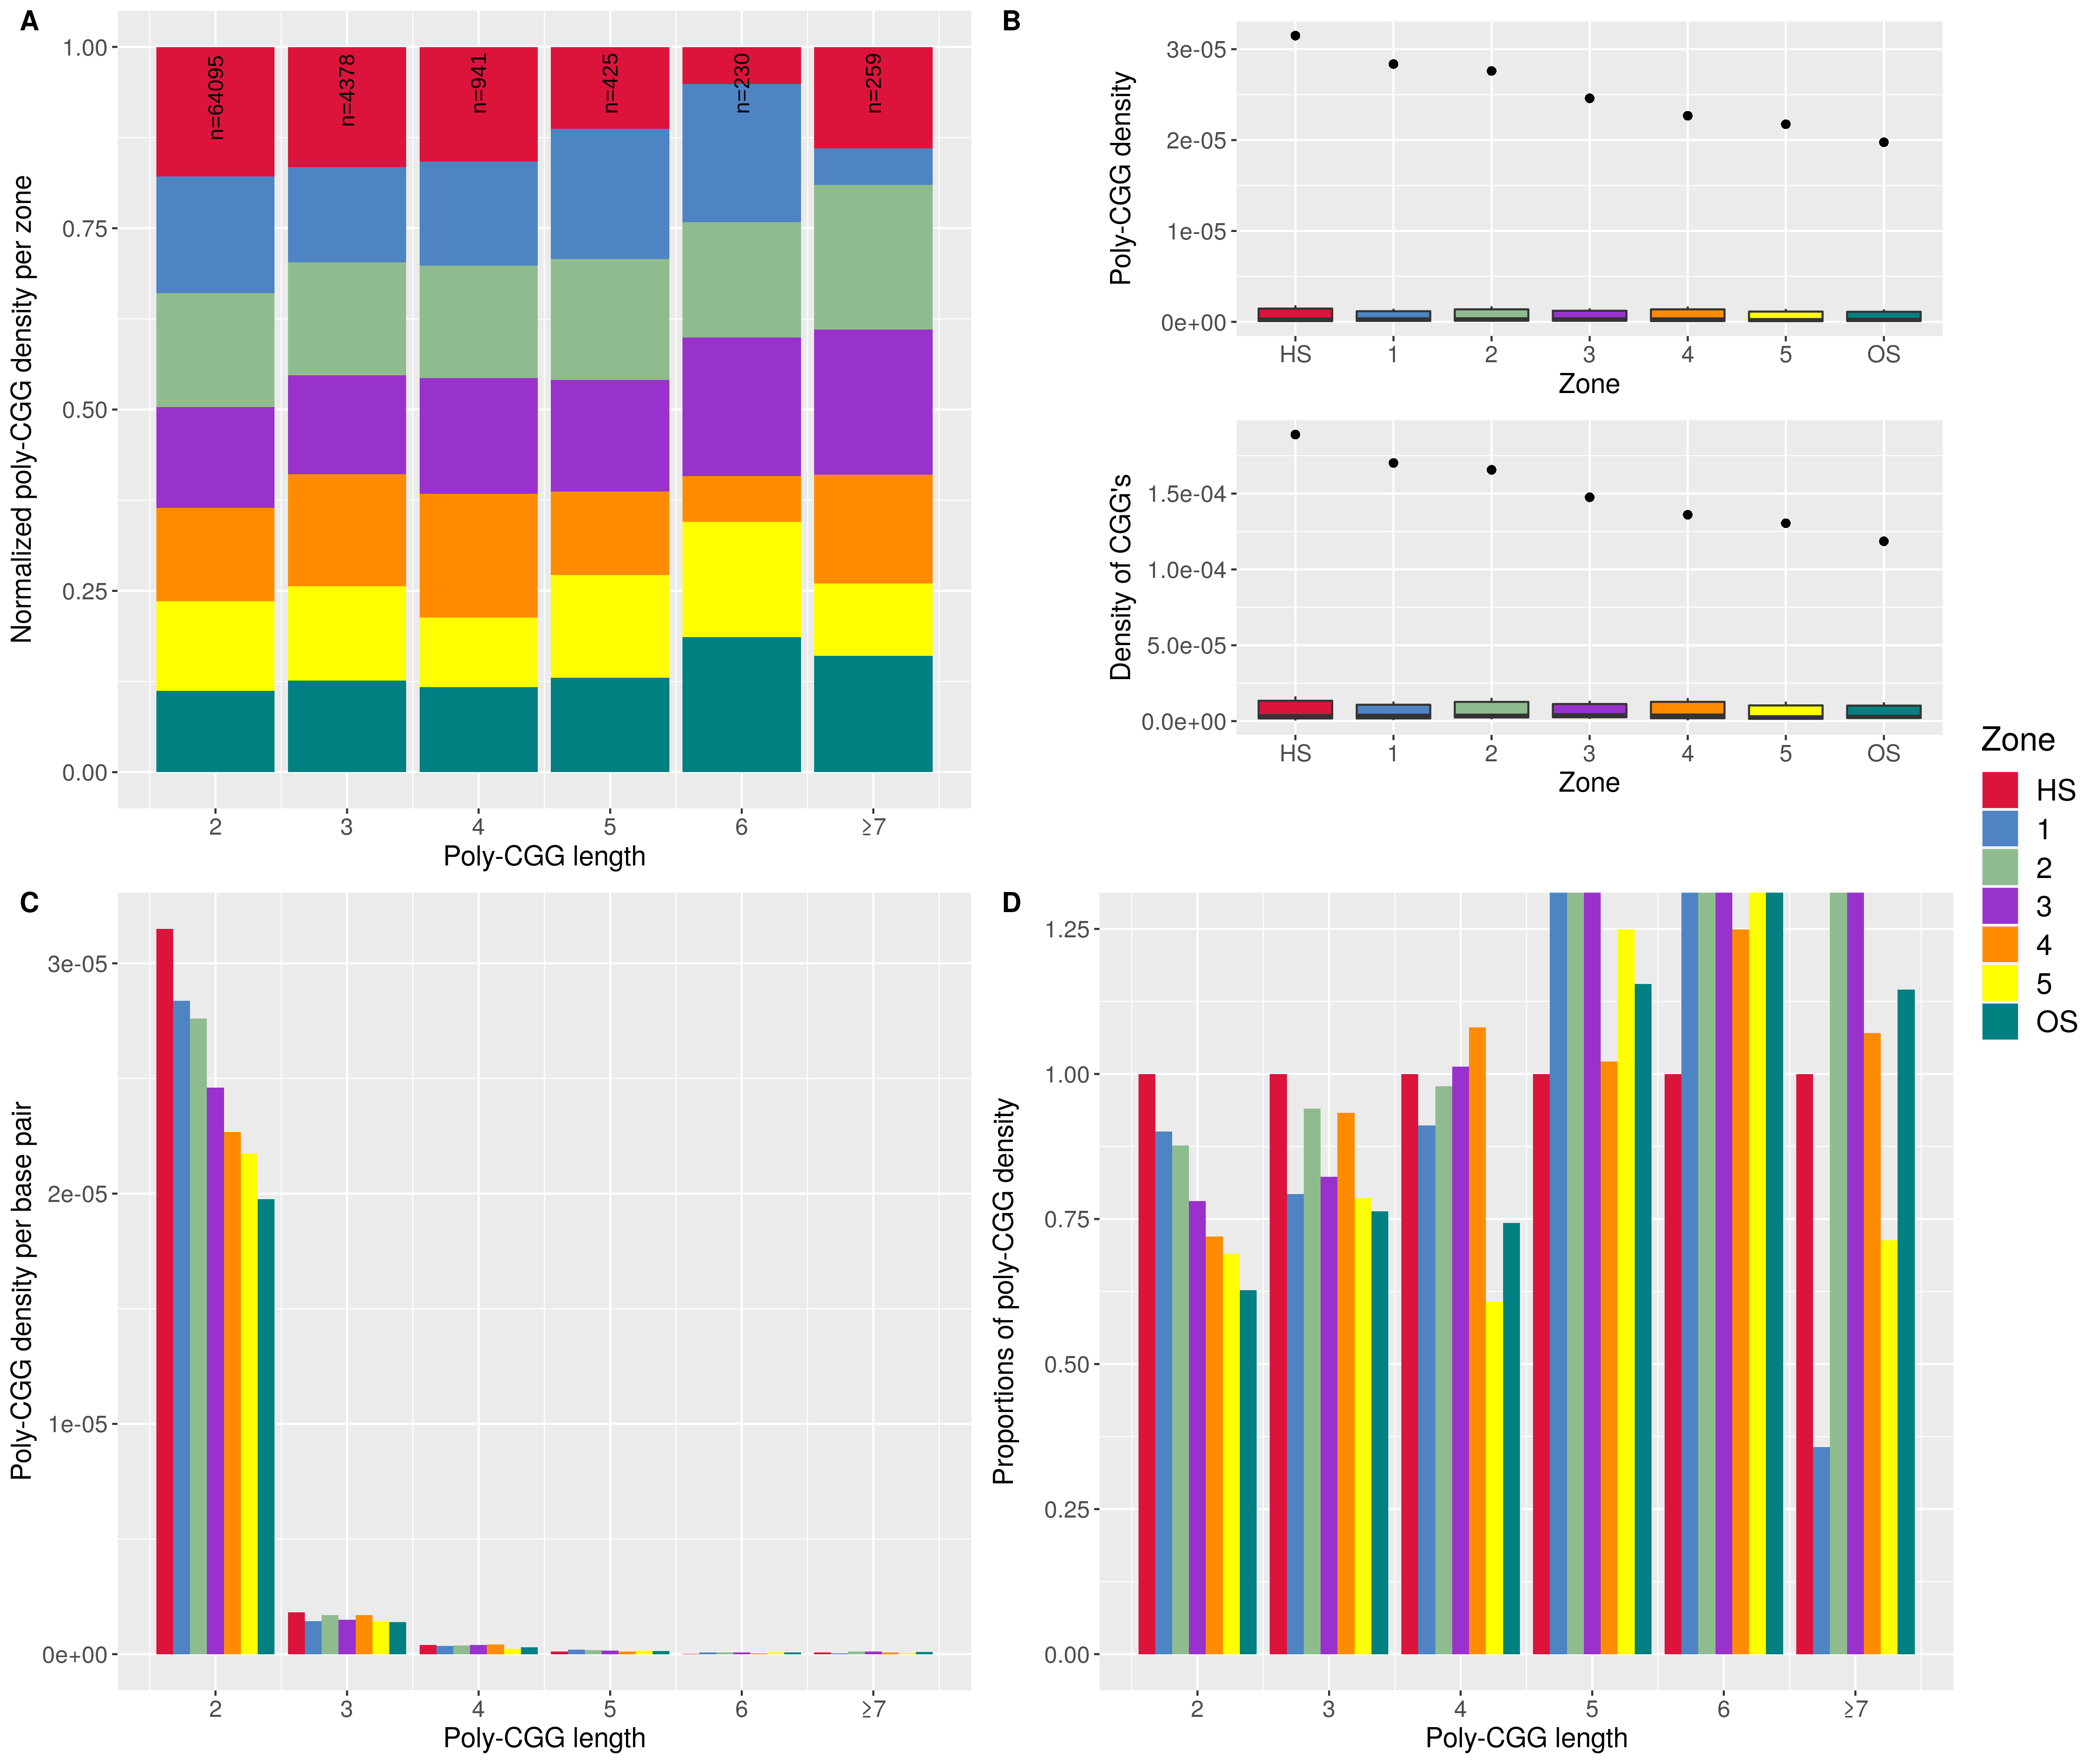 A
Normalized poly-CGG density per zone
1.00
0.75
0.50
0.25
0.00
n=64095
n=4378
n=941
n=425
n=230
n=259
2 3 4 5 6 ≥7
Poly-CGG length
B
Poly-CGG density
3e-05
2e-05
1e-05
0e+00
HS 1 2 3 4 5 OS
Zone
Density of CGG's
1.5e-04
1.0e-04
5.0e-05
0.0e+00
HS 1 2 3 4 5 OS
Zone
C
Poly-CGG density per base pair
3e-05
2e-05
1e-05
0e+00
2 3 4 5 6 ≥7
Poly-CGG length
D
Proportions of poly-CGG density
1.25
1.00
0.75
0.50
0.25
0.00
2 3 4 5 6 ≥7
Poly-CGG length
Zone
HS
1
2
3
4
5
OS